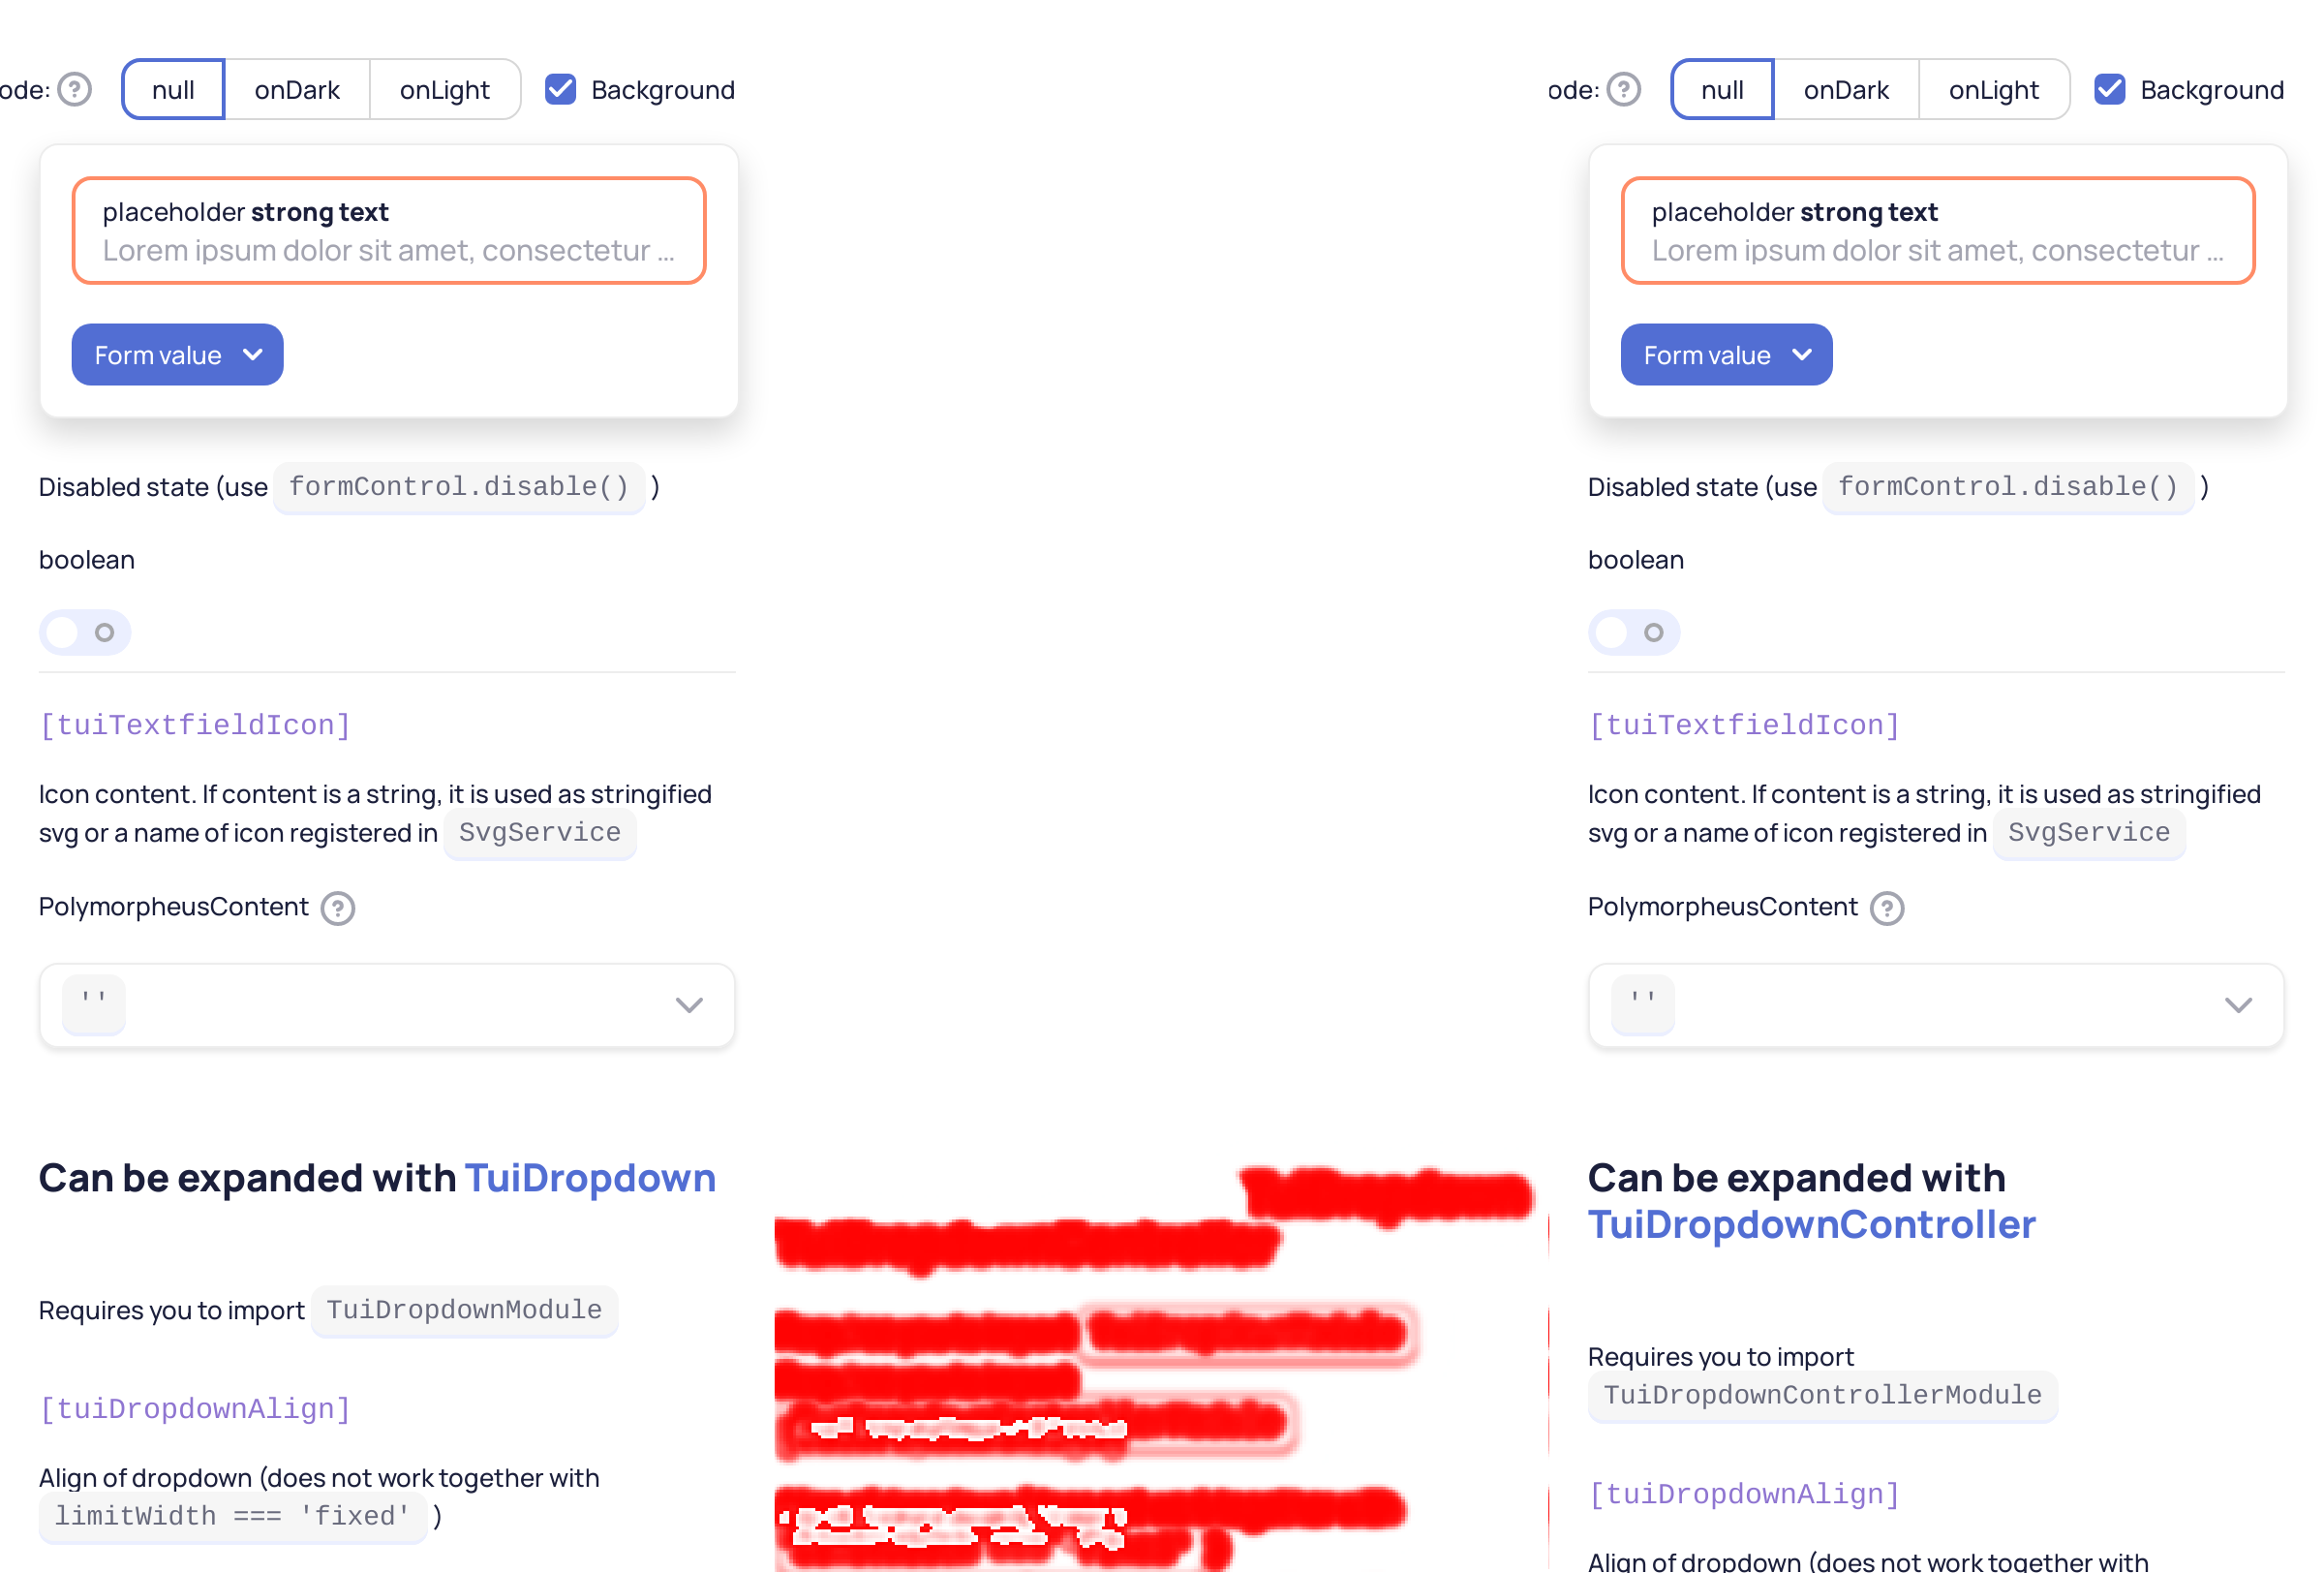 ode: null onDark onLight Background
placeholder strong text
Lorem ipsum dolor sit amet, consectetur ...
Form value
Disabled state (use formControl.disable() )
boolean
[tuiTextfieldIcon]
Icon content. If content is a string, it is used as stringified
svg or a name of icon registered in SvgService
PolymorpheusContent
''
Can be expanded with TuiDropdown
Requires you to import TuiDropdownModule
[tuiDropdownAlign]
Align of dropdown (does not work together with
limitWidth === 'fixed' )
ode: null onDark onLight Background
placeholder strong text
Lorem ipsum dolor sit amet, consectetur ...
Form value
Disabled state (use formControl.disable() )
boolean
[tuiTextfieldIcon]
Icon content. If content is a string, it is used as stringified
svg or a name of icon registered in SvgService
PolymorpheusContent
''
Can be expanded with
TuiDropdownController
Requires you to import
TuiDropdownControllerModule
[tuiDropdownAlign]
Align of dropdown (does not work together with